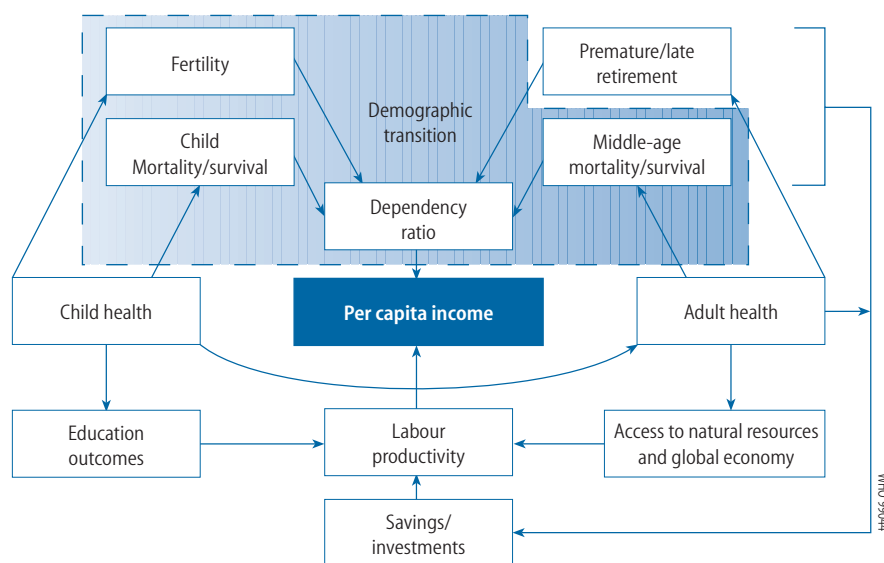 Fertility
Premature/late
retirement
Demographic
transition
Child
Mortality/survival
Middle-age
mortality/survival
Dependency
ratio
Child health
Per capita income
Adult health
Education
outcomes
Labour
productivity
Access to natural resources
and global economy
Savings/
investments
WHO 99044